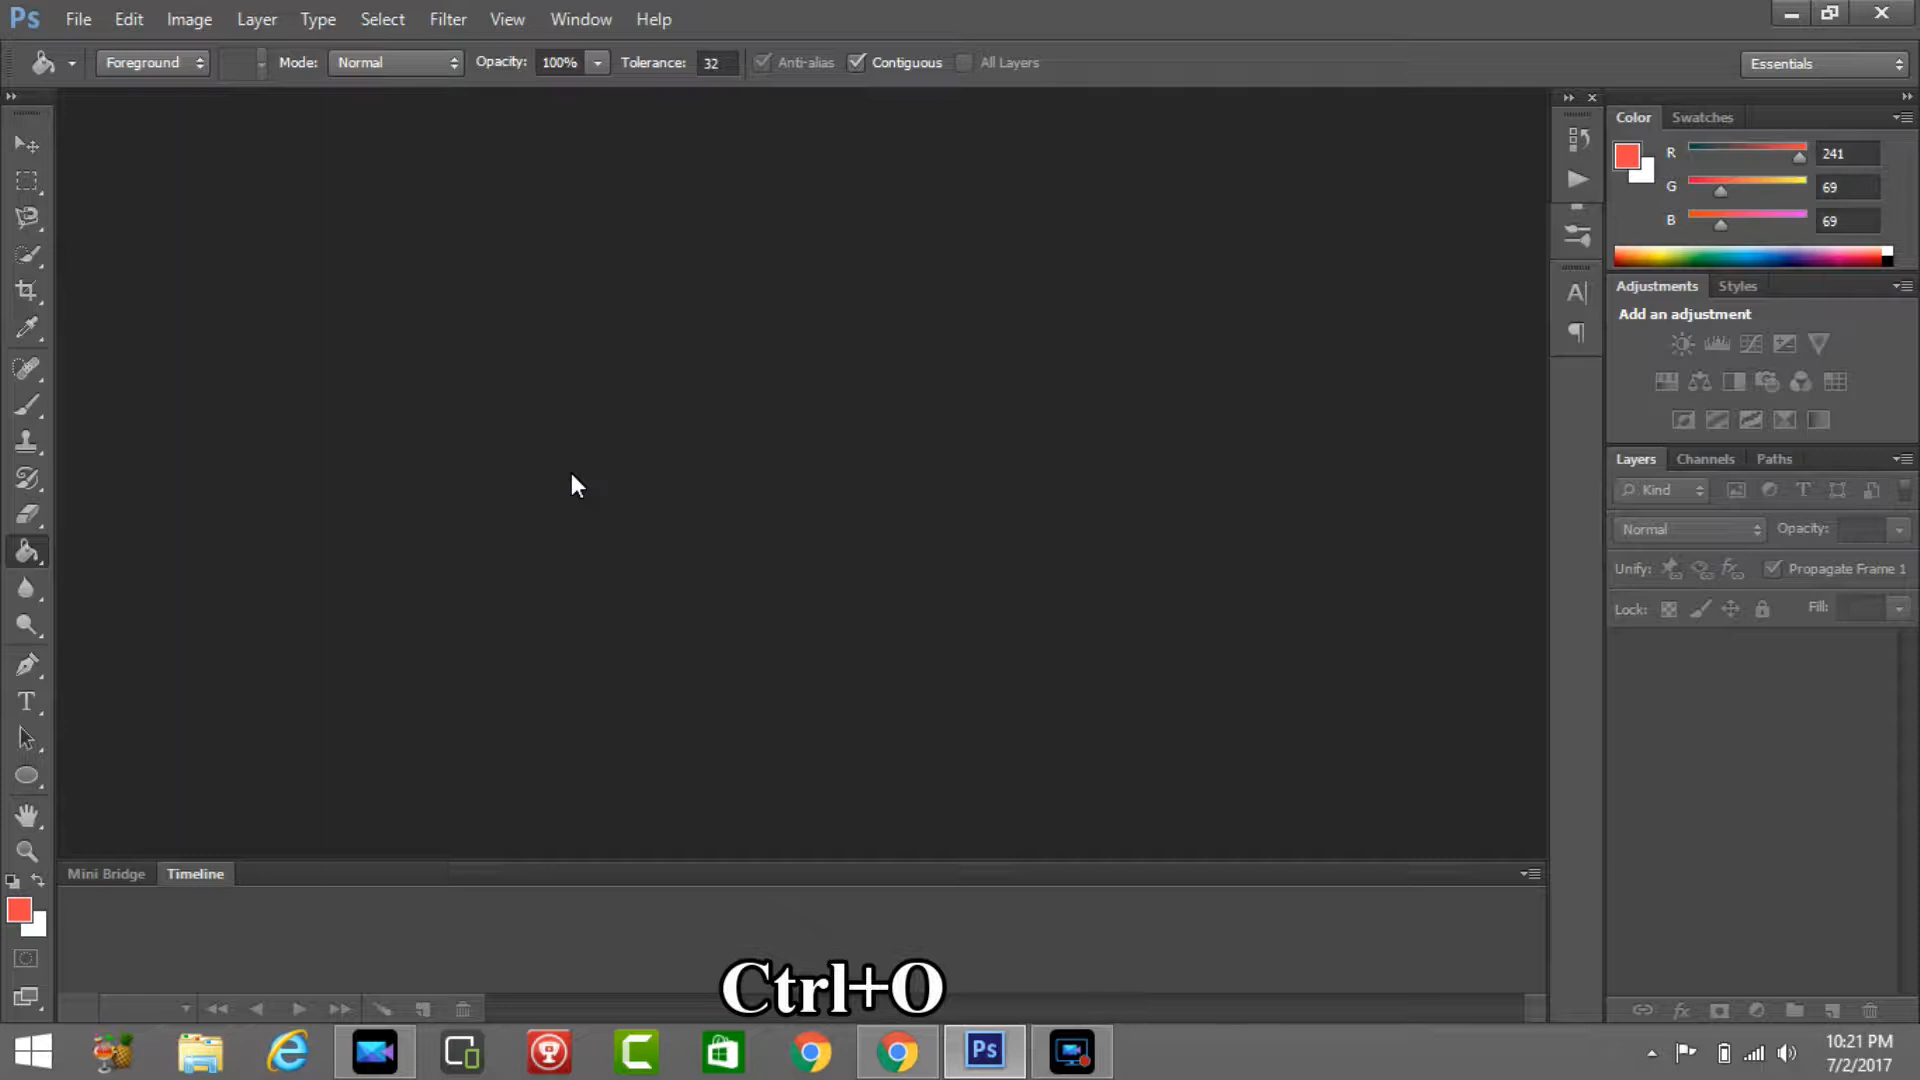 Ps File Edit Image Layer Type Select Filter View Window Help
Foreground Mode: Normal Opacity: 100% Tolerance: 32 Anti-alias Contiguous All Layers Essentials
Color Swatches
R 241
G 69
B 69
Adjustments Styles
Add an adjustment
Layers Channels Paths
Kind
Normal Opacity:
Unify: Propagate Frame 1
Lock: Fill:
Mini Bridge Timeline
Ctrl+O
Ps
10:21 PM
7/2/2017